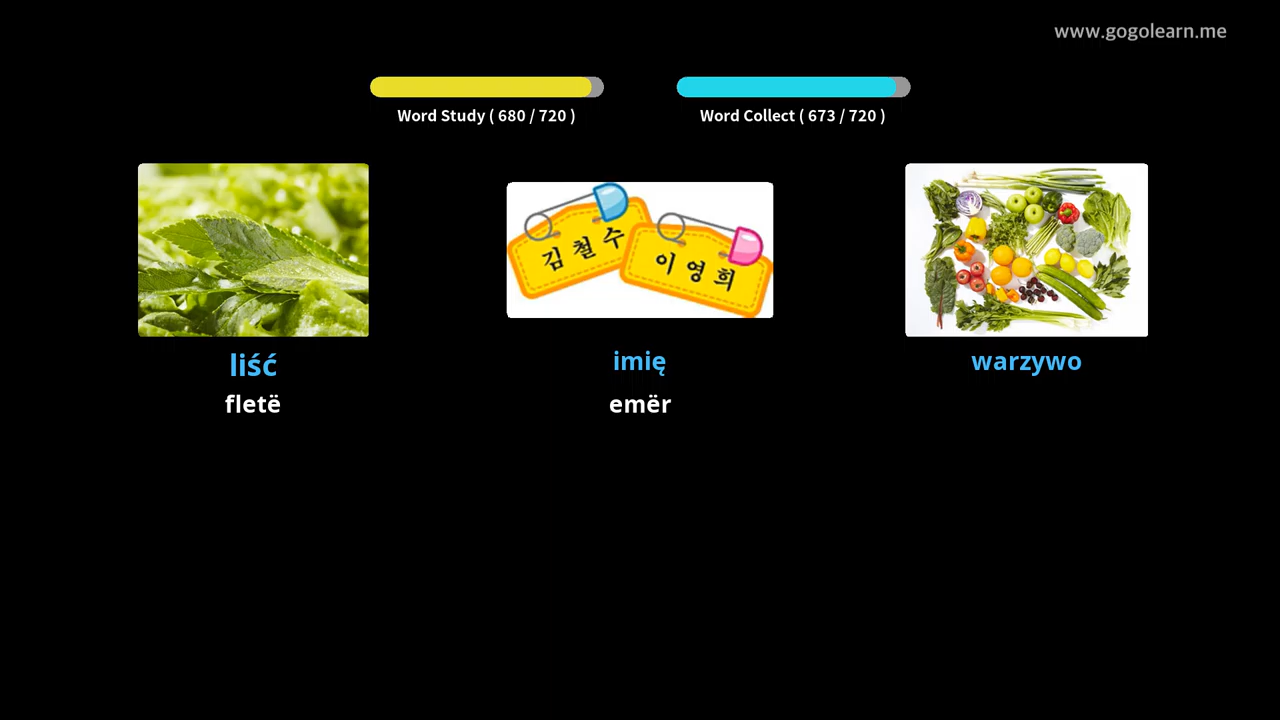 www.gogolearn.me
Word Study ( 680 / 720 )
Word Collect ( 673 / 720 )
김철수
이영희
liść
imię
warzywo
fletë
emër